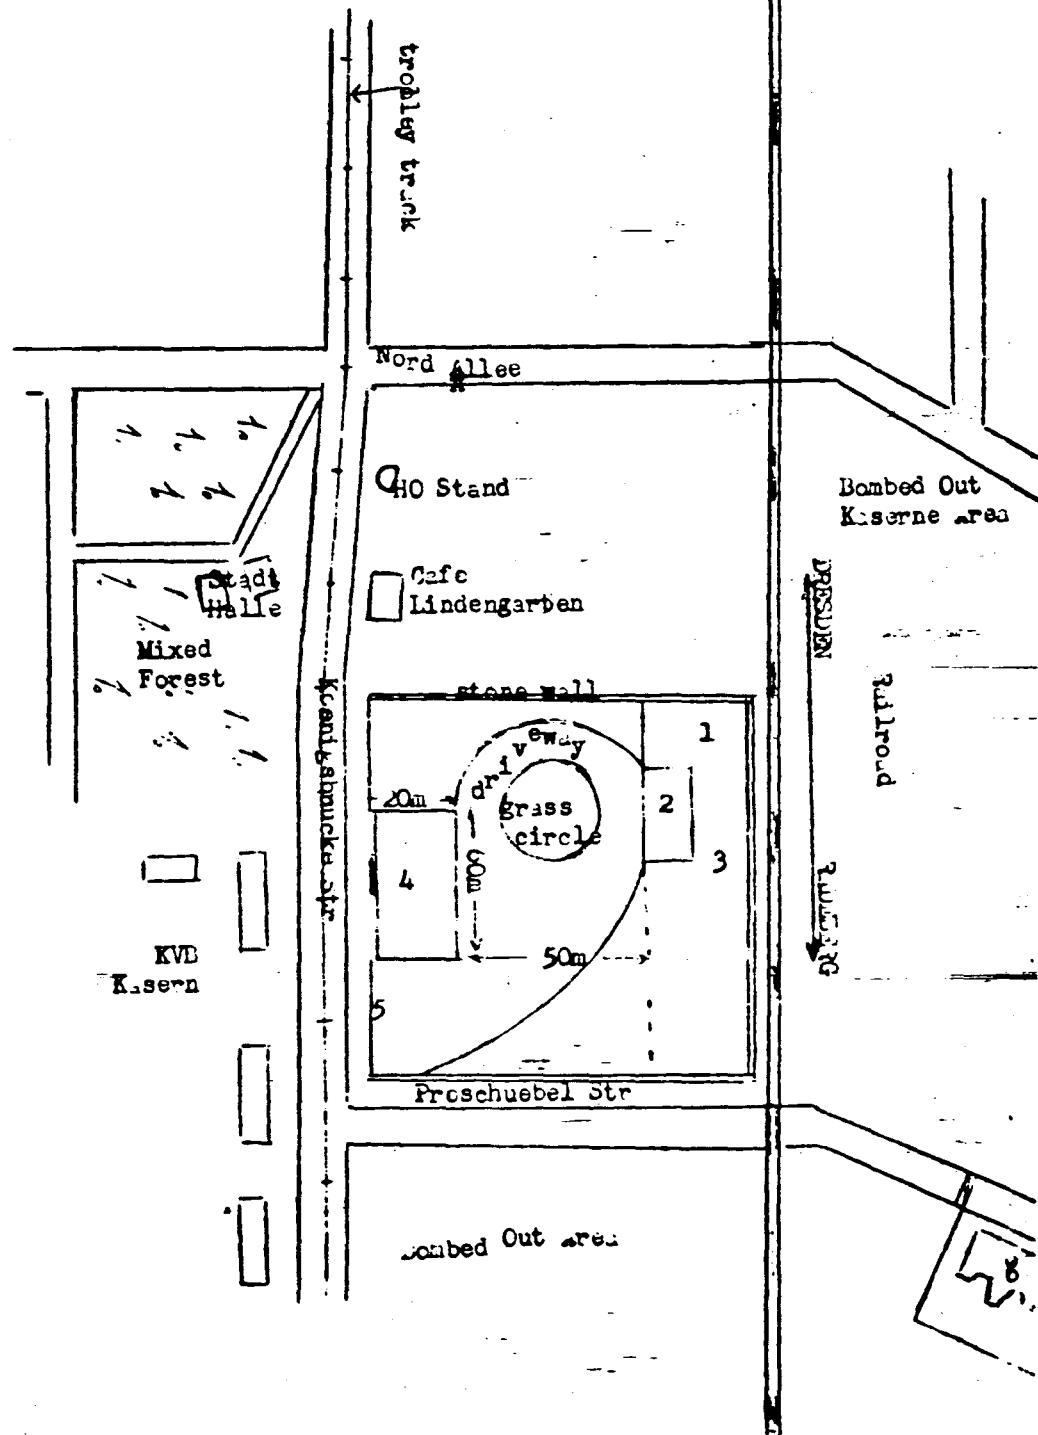 trolley track
Nord Allee
HO Stand
Bombed Out
Kaserne Area
Stadt
Halle
Cafe
Lindengarten
Mixed
Forest
DRESDEN
Railroad
stone wall
1
driveway
2
20m
grass
circle
3
4
60m
50m
5
KVB
Kasern
Proschuebel Str
Bombed Out Area
8